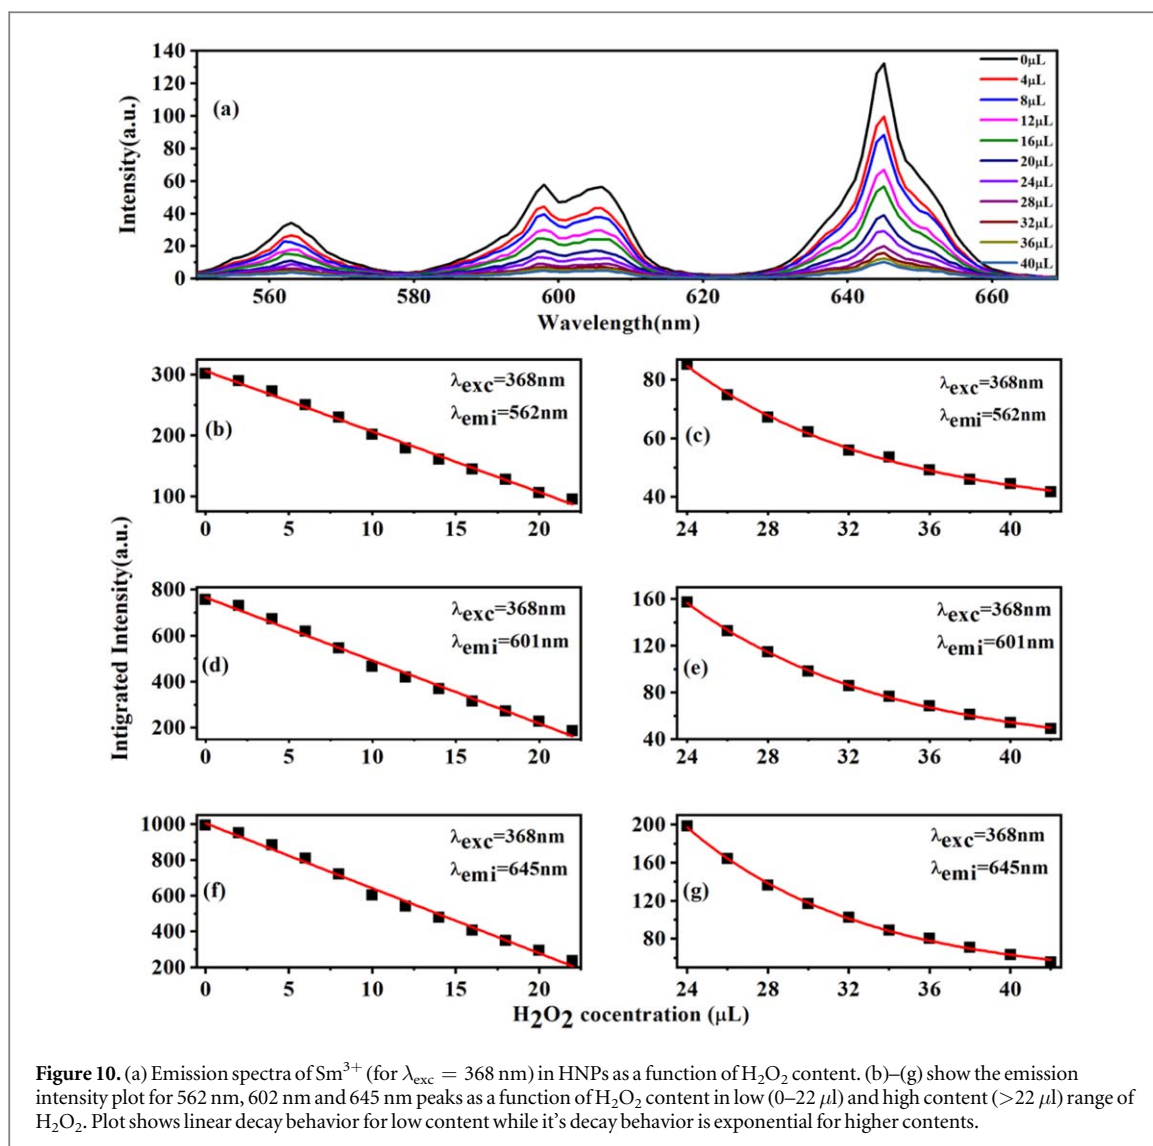 140
120
100
80
60
40
20
0
Intensity(a.u.)
(a)
0μL
4μL
8μL
12μL
16μL
20μL
24μL
28μL
32μL
36μL
40μL
560 580 600 620 640 660
Wavelength(nm)
300
200
100
(b)
λexc=368nm
λemi=562nm
0 5 10 15 20
80
60
40
(c)
λexc=368nm
λemi=562nm
24 28 32 36 40
Intigrated Intensity(a.u.)
800
600
400
200
(d)
λexc=368nm
λemi=601nm
0 5 10 15 20
160
120
80
40
(e)
λexc=368nm
λemi=601nm
24 28 32 36 40
1000
800
600
400
200
(f)
λexc=368nm
λemi=645nm
0 5 10 15 20
200
160
120
80
(g)
λexc=368nm
λemi=645nm
24 28 32 36 40
H2O2 cocentration (μL)
Figure 10. (a) Emission spectra of Sm3+ (for λexc = 368 nm) in HNPs as a function of H2O2 content. (b)–(g) show the emission
intensity plot for 562 nm, 602 nm and 645 nm peaks as a function of H2O2 content in low (0–22 μl) and high content (>22 μl) range of
H2O2. Plot shows linear decay behavior for low content while it's decay behavior is exponential for higher contents.